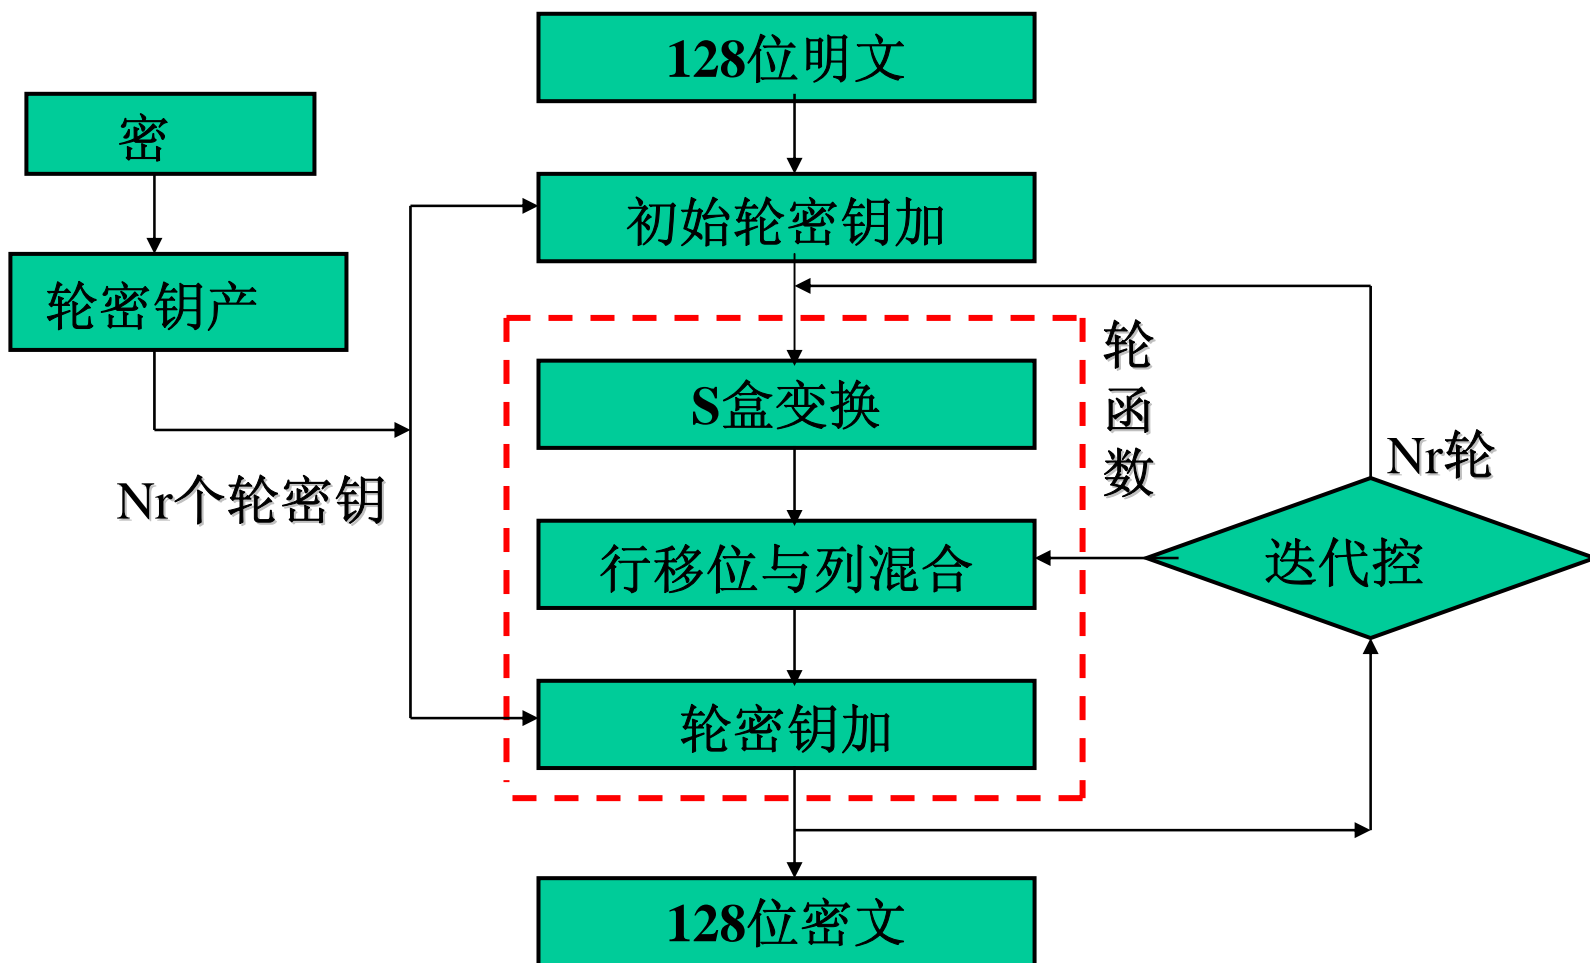 128位明文
密
初始轮密钥加
轮密钥产
轮函数
S盒变换
Nr轮
Nr个轮密钥
行移位与列混合
迭代控
轮密钥加
128位密文